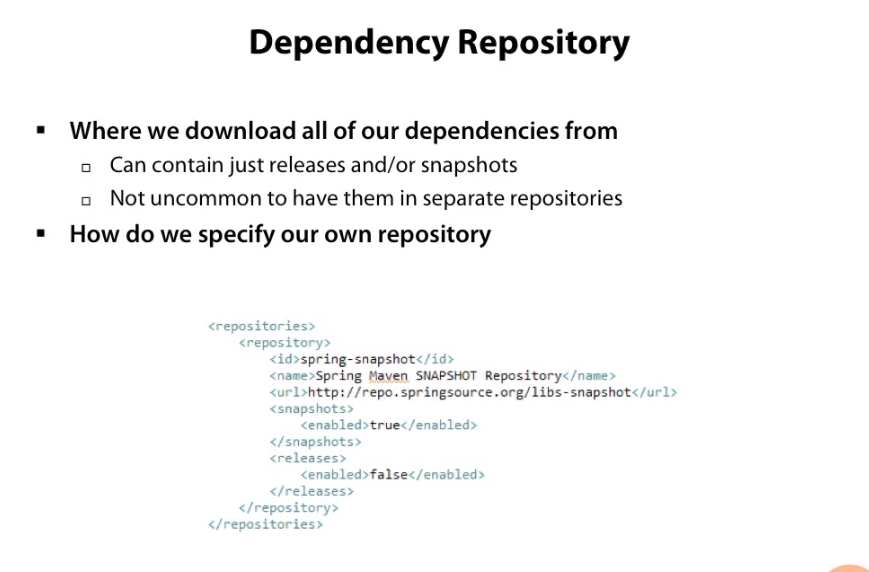 Dependency Repository
▪ Where we download all of our dependencies from
▫ Can contain just releases and/or snapshots
▫ Not uncommon to have them in separate repositories
▪ How do we specify our own repository
<repositories>
    <repository>
        <id>spring-snapshot</id>
        <name>Spring Maven SNAPSHOT Repository</name>
        <url>http://repo.springsource.org/libs-snapshot</url>
        <snapshots>
            <enabled>true</enabled>
        </snapshots>
        <releases>
            <enabled>false</enabled>
        </releases>
    </repository>
</repositories>